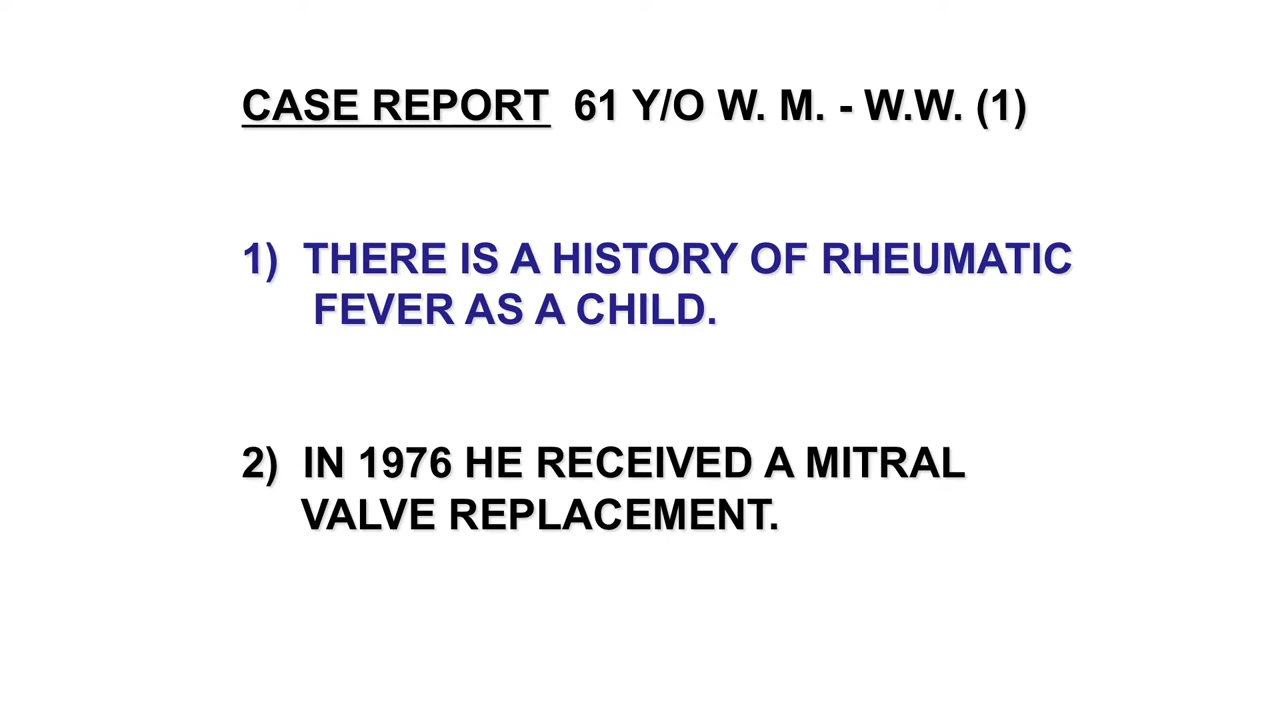 CASE REPORT 61 Y/O W. M. - W.W. (1)
1) THERE IS A HISTORY OF RHEUMATIC
FEVER AS A CHILD.
2) IN 1976 HE RECEIVED A MITRAL
VALVE REPLACEMENT.